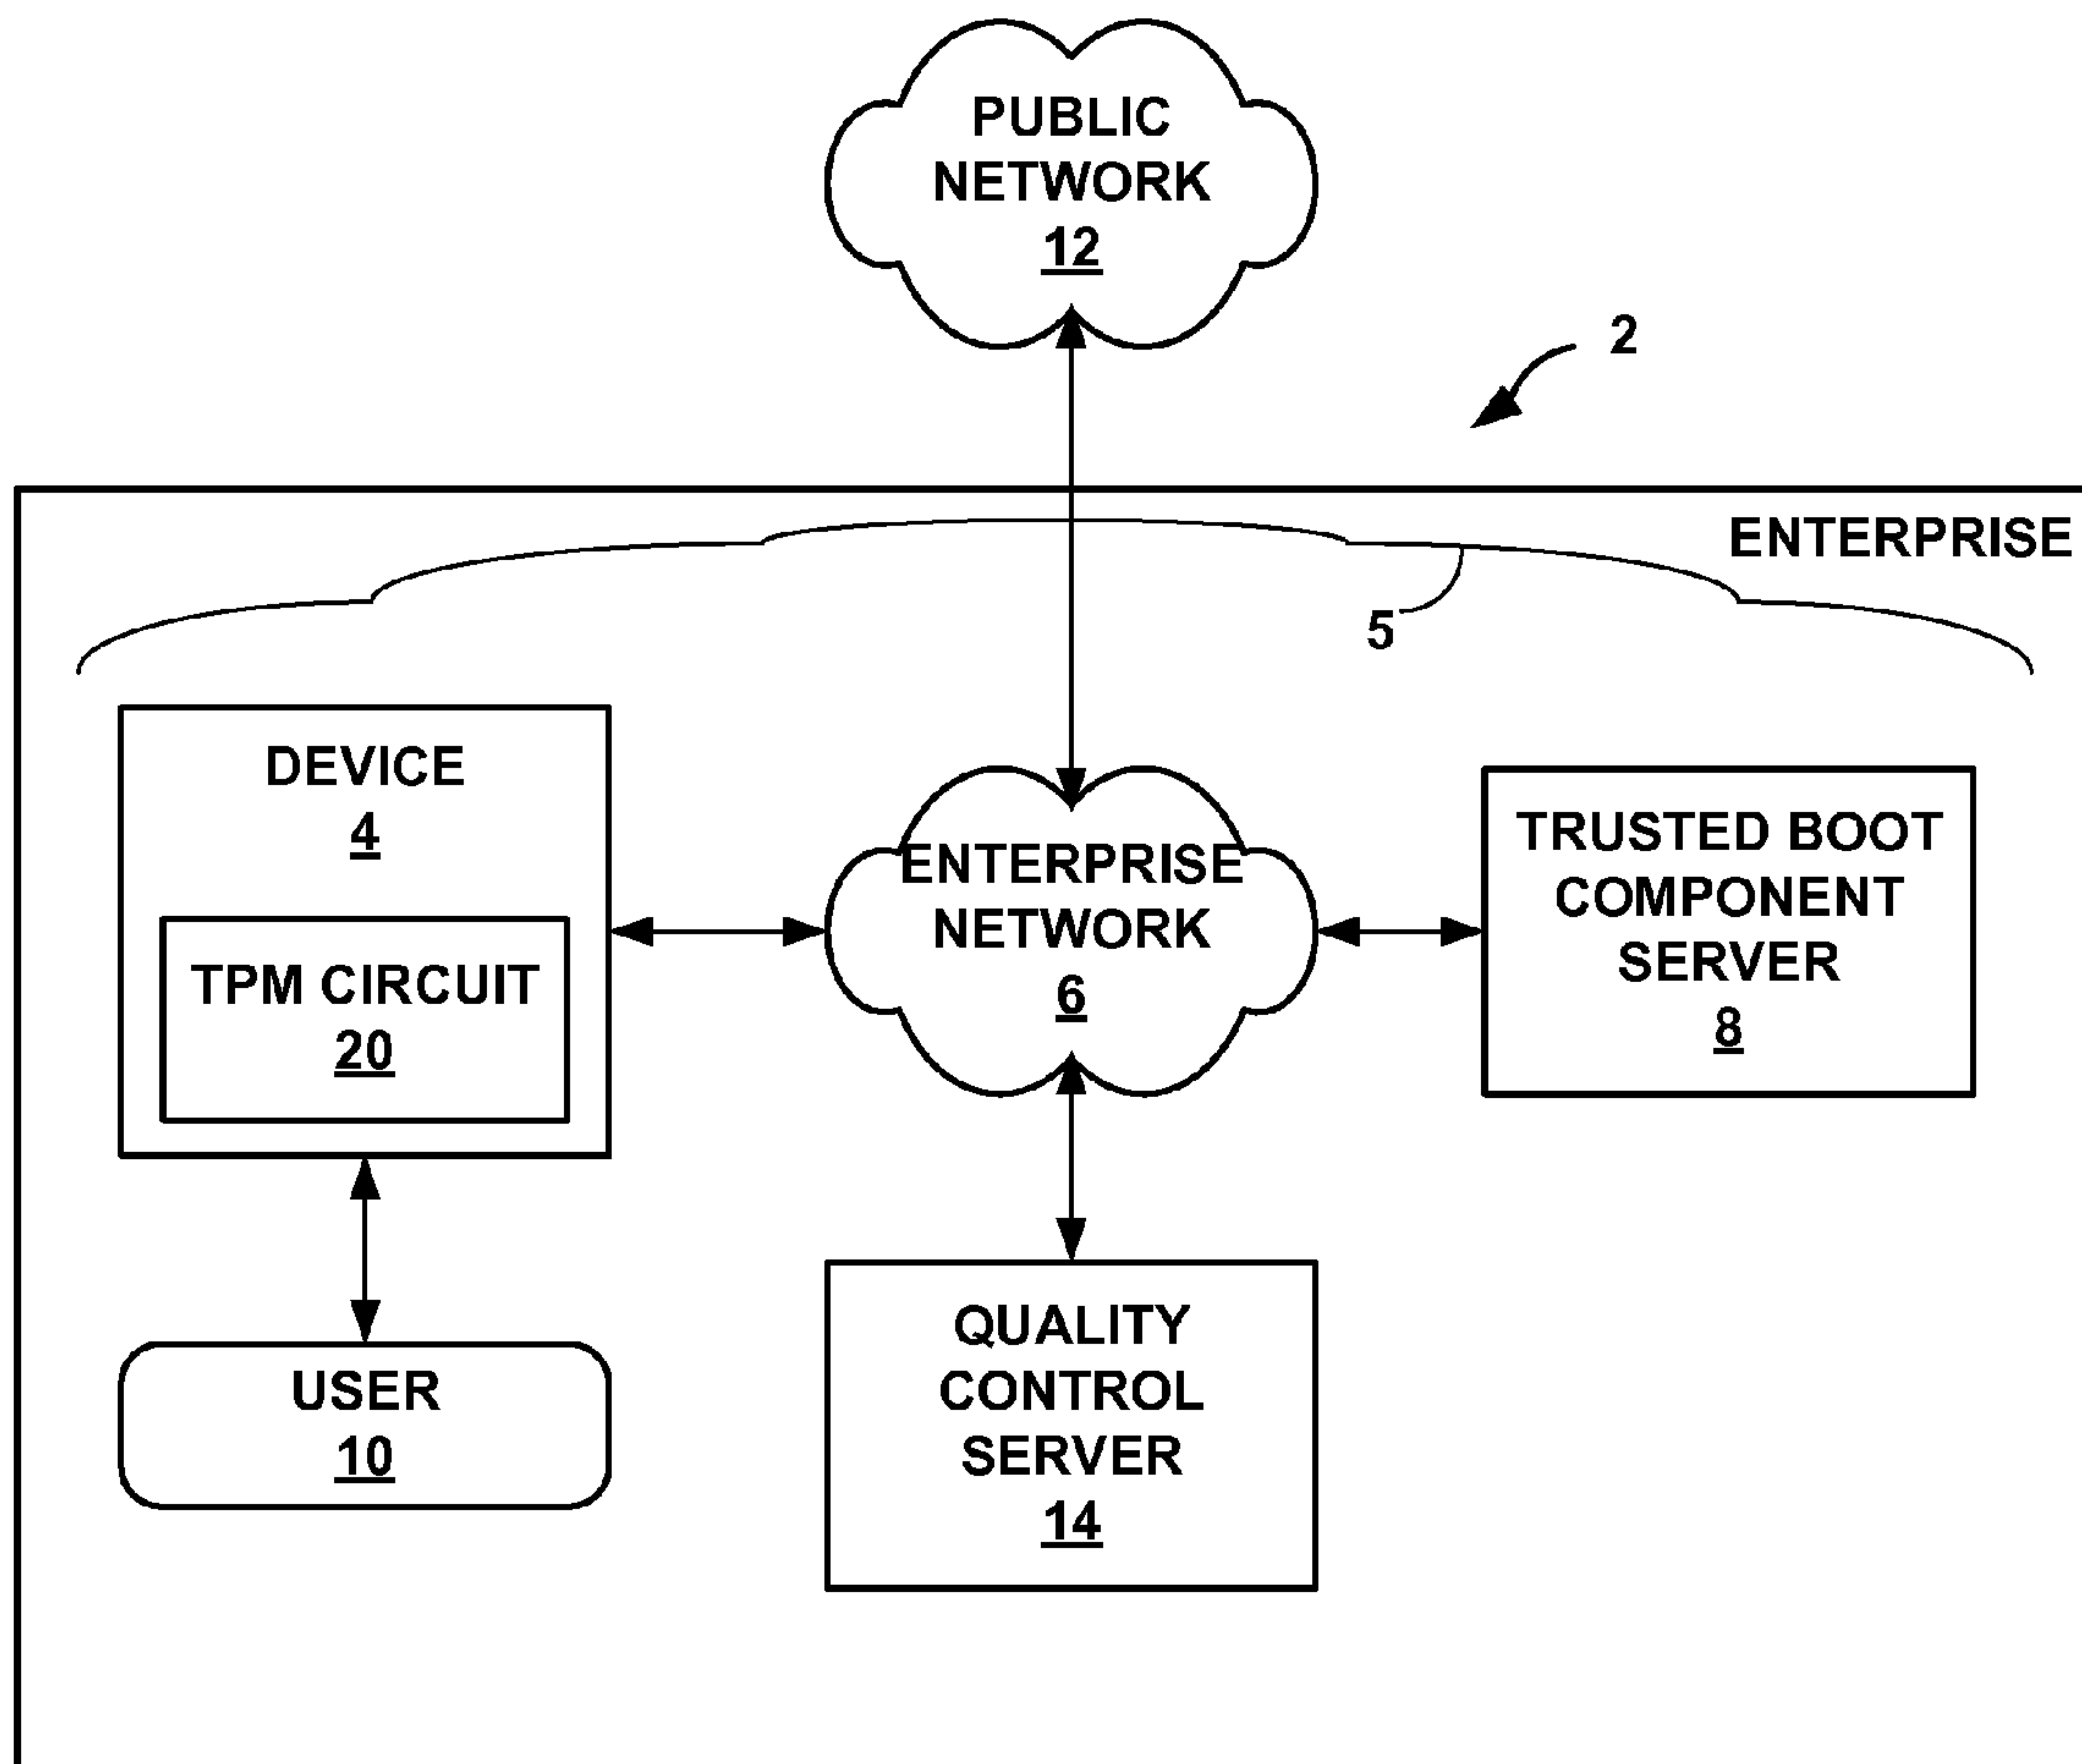 PUBLIC
NETWORK
12
2
ENTERPRISE
5
DEVICE
4
TPM CIRCUIT
20
ENTERPRISE
NETWORK
6
TRUSTED BOOT
COMPONENT
SERVER
8
USER
10
QUALITY
CONTROL
SERVER
14